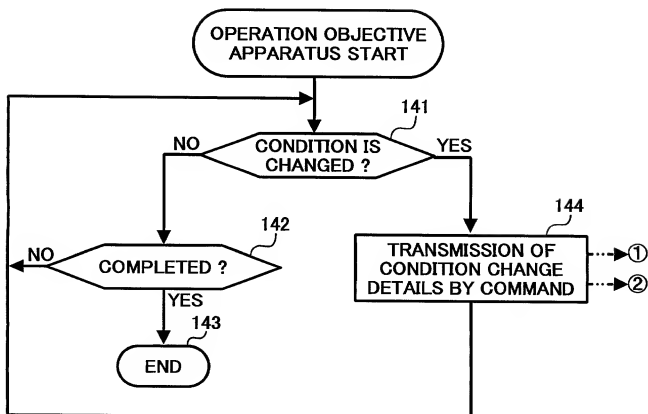 OPERATION OBJECTIVE
APPARATUS START
141
NO
CONDITION IS
CHANGED ?
YES
142
NO
COMPLETED ?
YES
143
END
144
TRANSMISSION OF
CONDITION CHANGE
DETAILS BY COMMAND
①
②